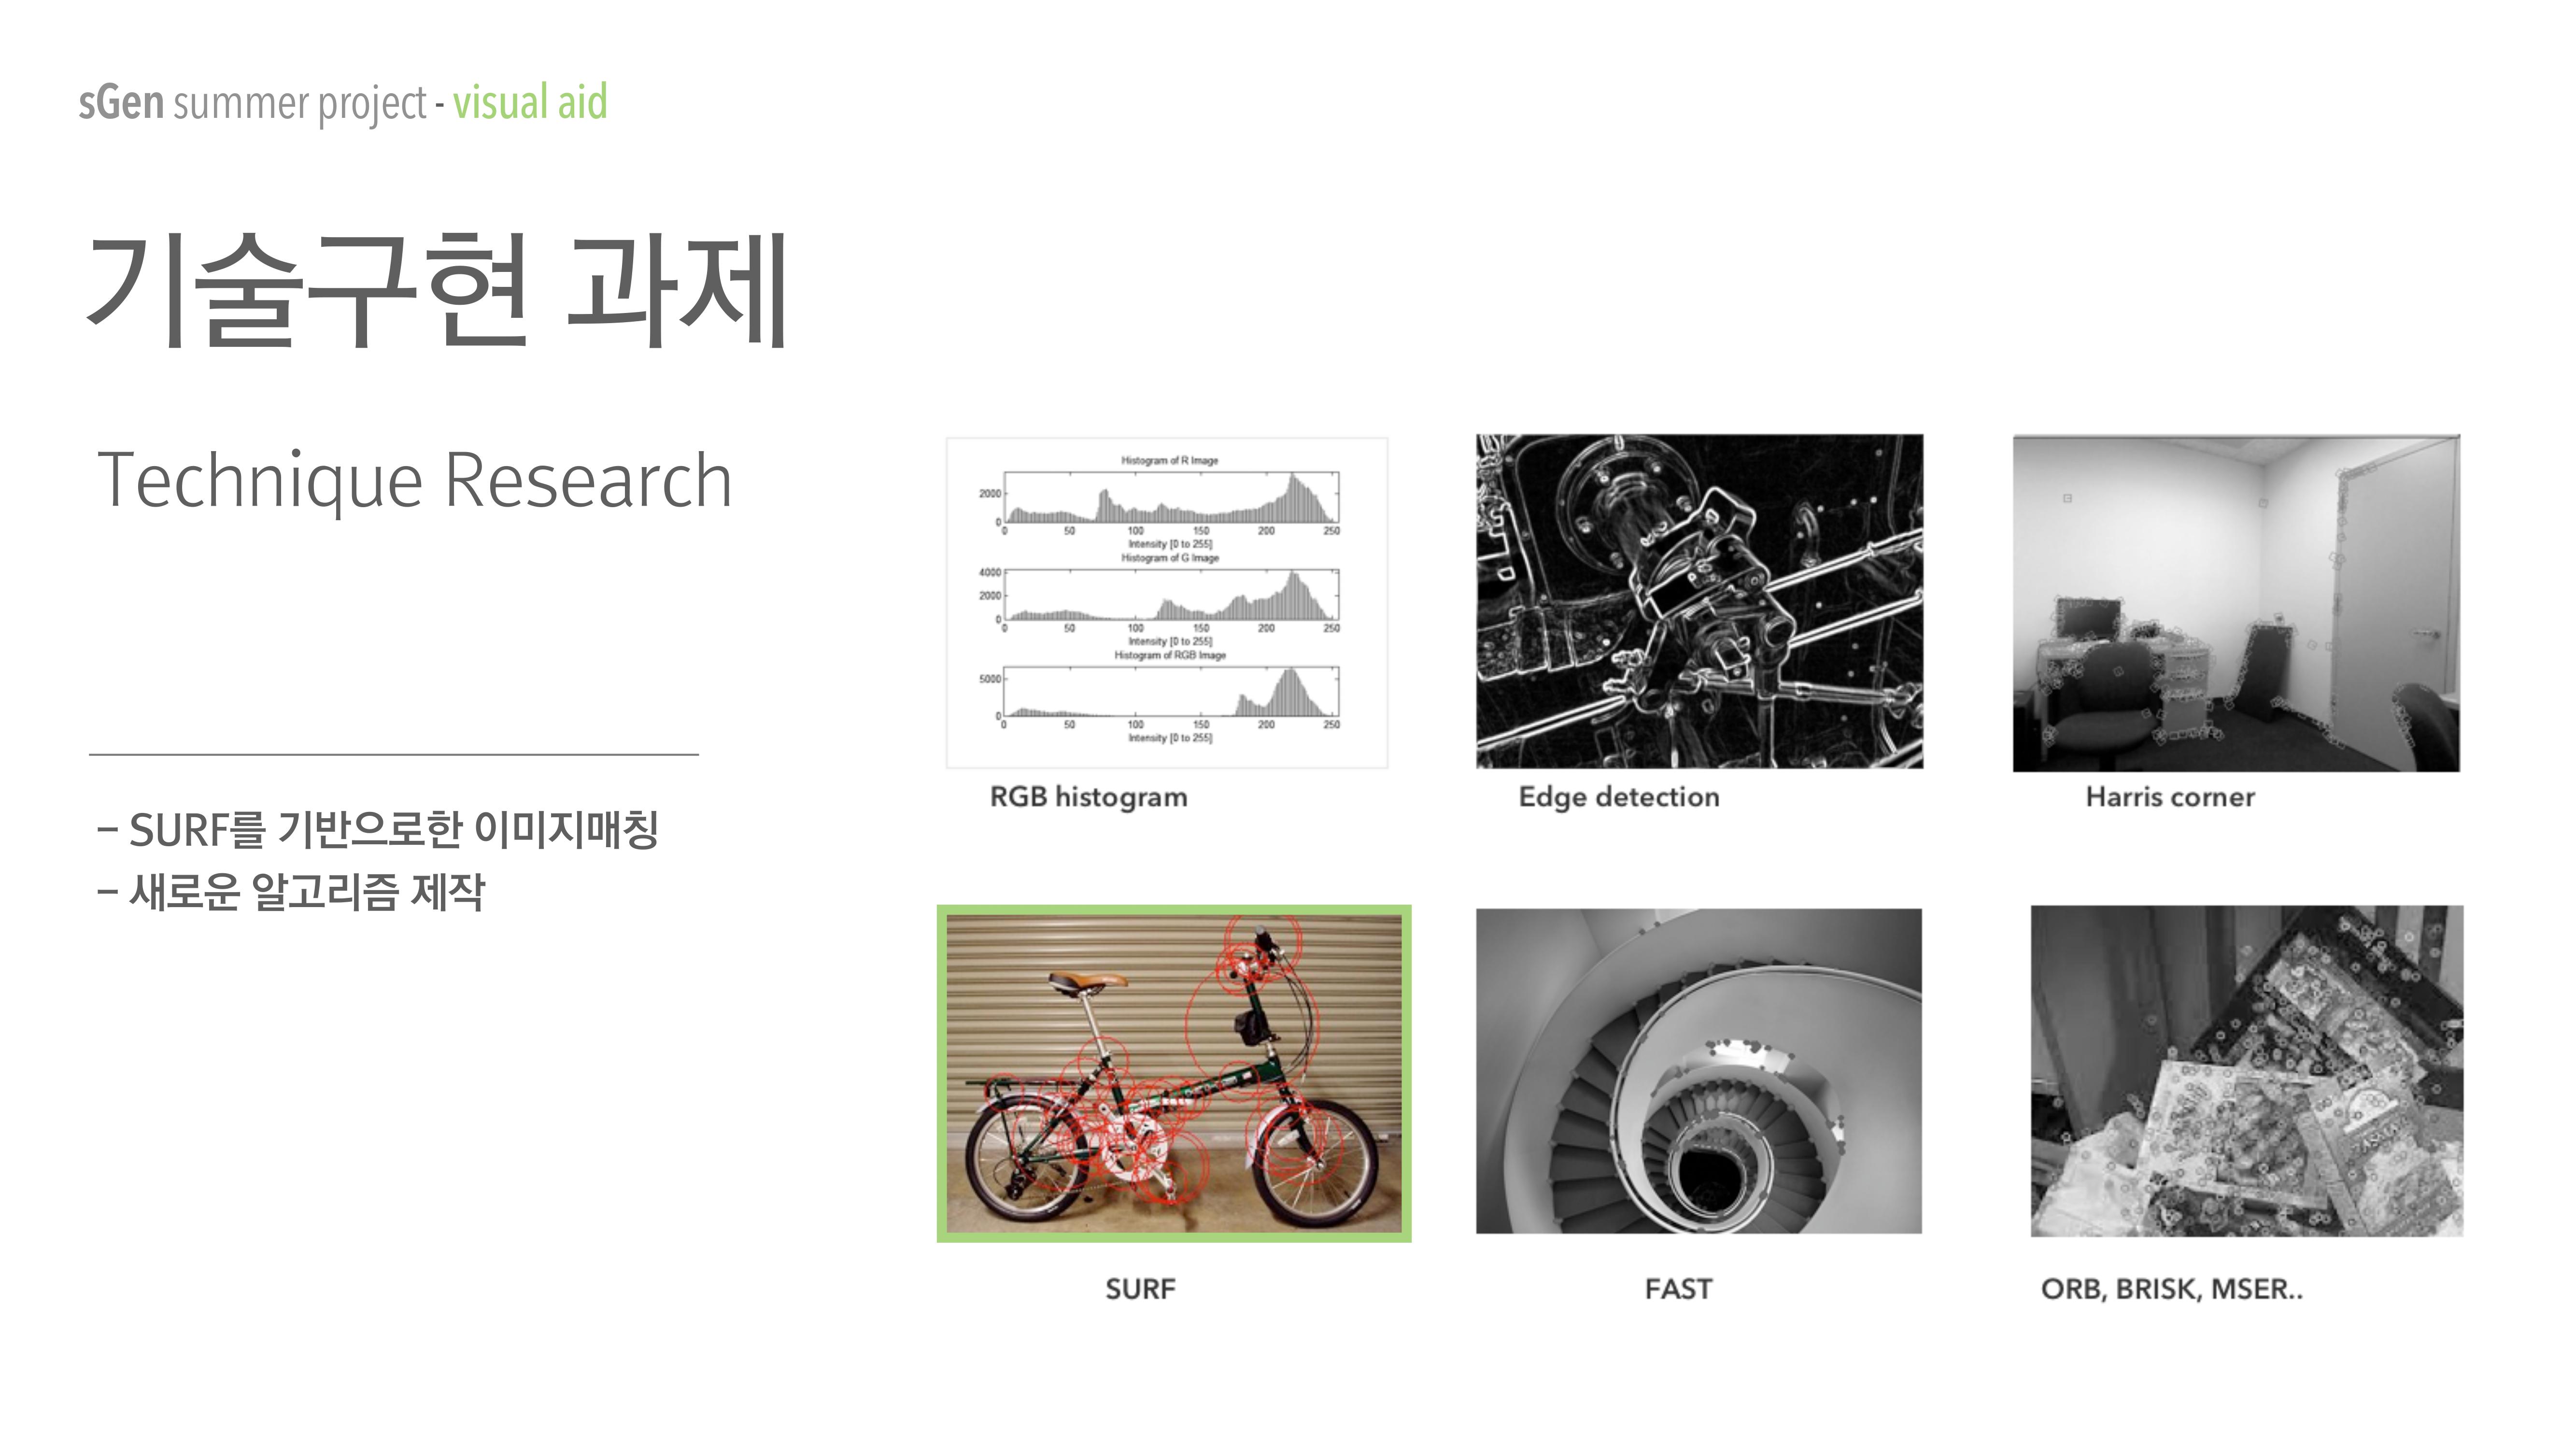 sGen summer project - visual aid
기술구현 과제
Technique Research
- SURF를 기반으로한 이미지매칭
- 새로운 알고리즘 제작
Histogram of R Image
2000
0
0 50 100 150 200 250
Intensity [0 to 255]
Histogram of G Image
4000
2000
0
0 50 100 150 200 250
Intensity [0 to 255]
Histogram of RGB Image
5000
0
0 50 100 150 200 250
Intensity [0 to 255]
RGB histogram
Edge detection
Harris corner
SURF
FAST
ORB, BRISK, MSER..